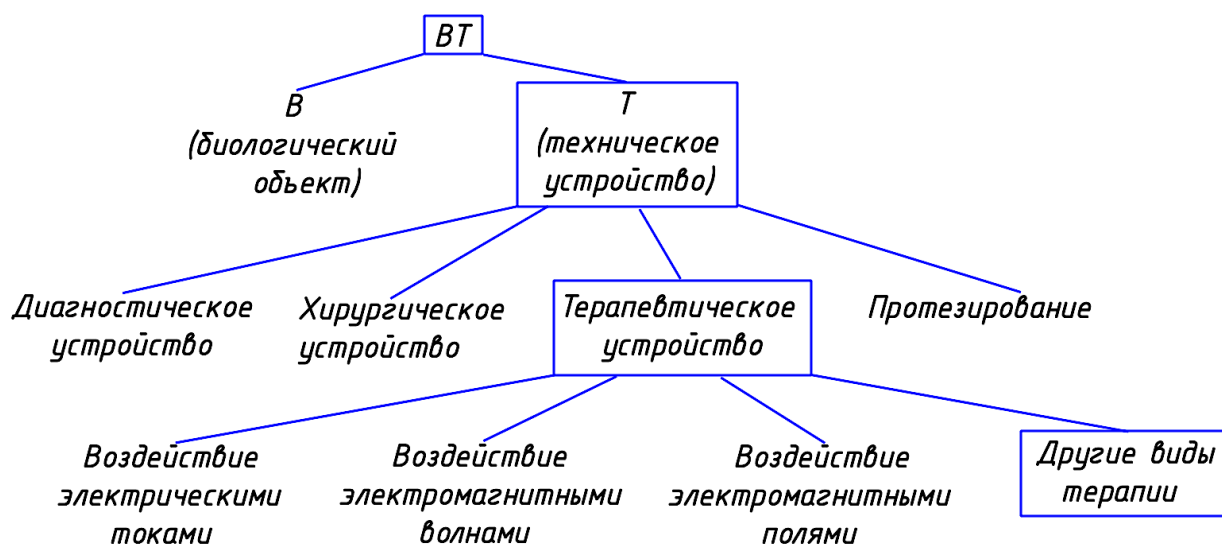 ВТ
В
(биологический
объект)
Т
(техническое
устройство)
Диагностическое
устройство
Хирургическое
устройство
Терапевтическое
устройство
Протезирование
Воздействие
электрическими
токами
Воздействие
электромагнитными
волнами
Воздействие
электромагнитными
полями
Другие виды
терапии